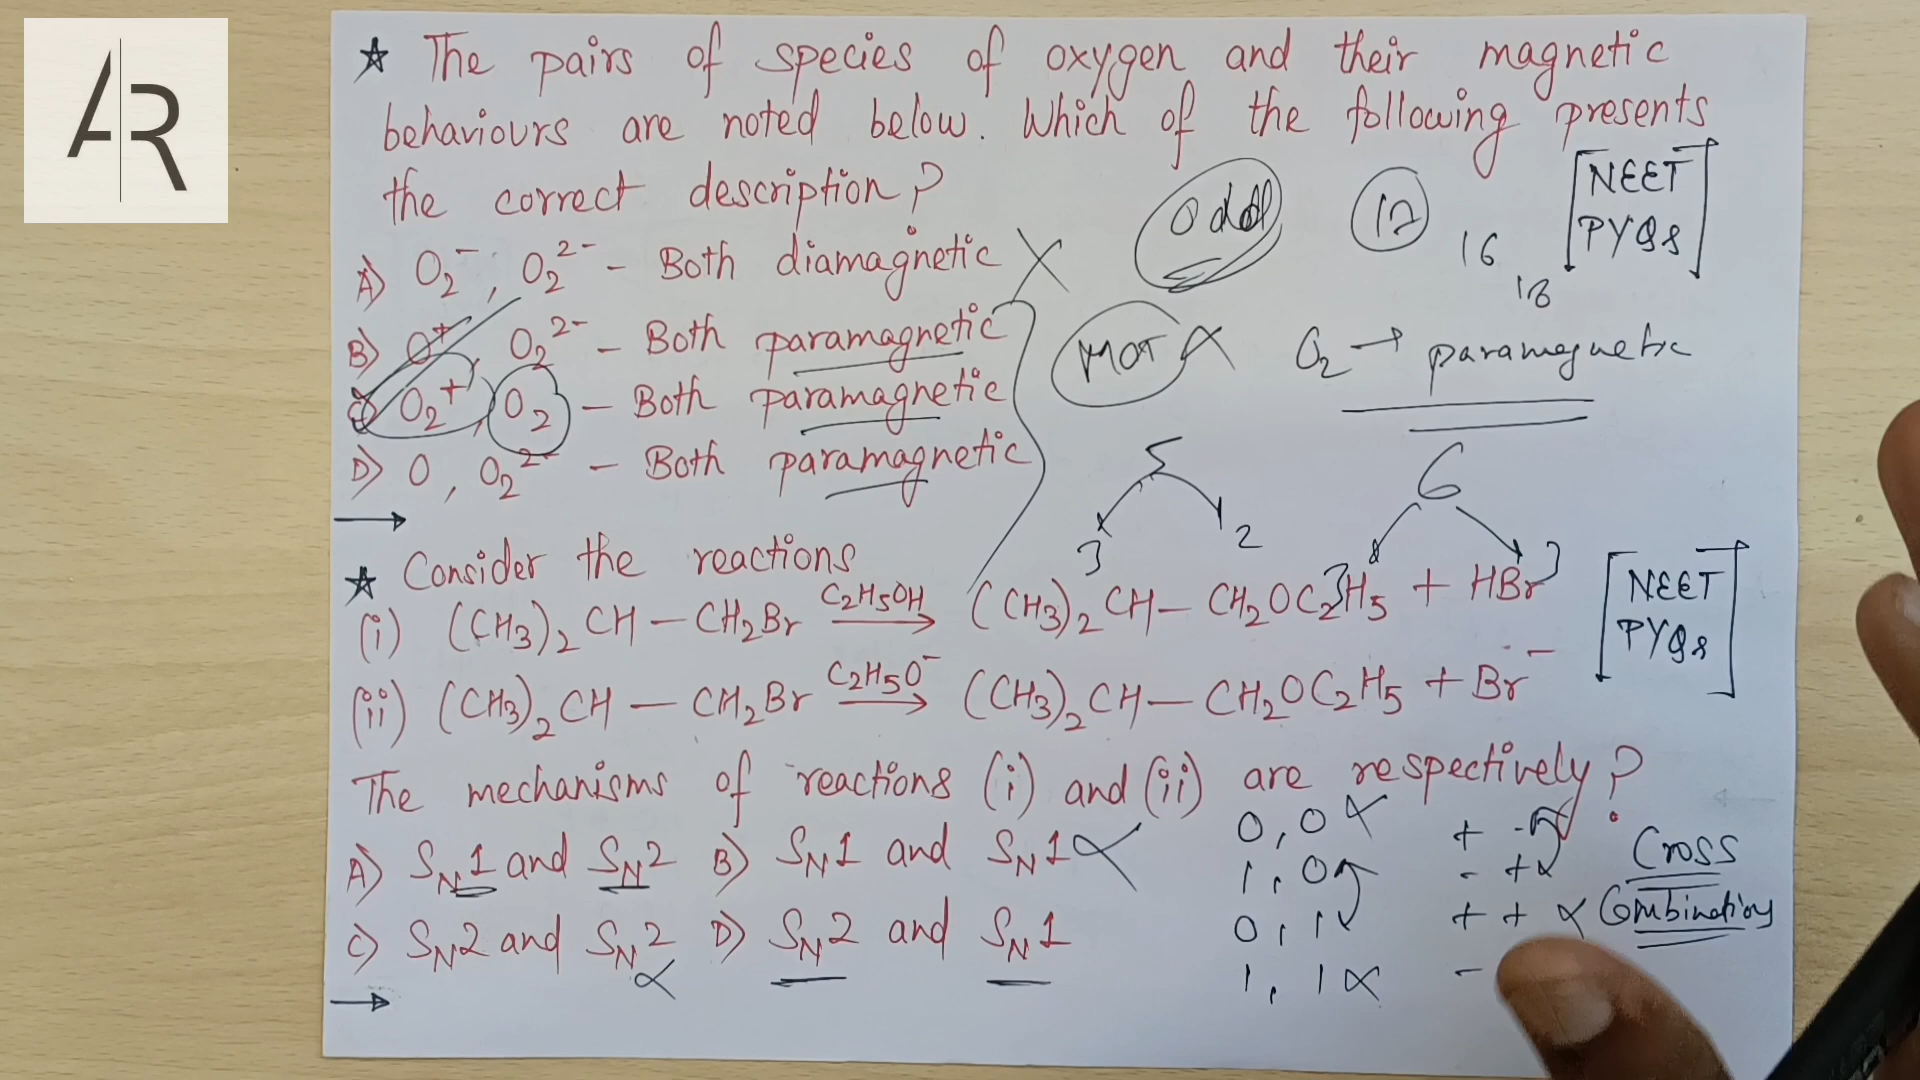 AR
★ The pairs of species of oxygen and their magnetic
behaviours are noted below. Which of the following presents
the correct description?
[NEET
PYQs]
Odd
17
16
18
A) O₂⁻, O₂²⁻ - Both diamagnetic
B) O⁺, O₂²⁻ - Both paramagnetic
MOT
O₂ → paramagnetic
C) O₂⁺, O₂ - Both paramagnetic
D) O, O₂²⁻ - Both paramagnetic
5
6
3
2
3
3
→
★ Consider the reactions
(i) (CH3)₂CH - CH₂Br C₂H5OH → (CH3)₂CH - CH₂OC₂H5 + HBr
[NEET
PYQs]
(ii) (CH3)₂CH - CH₂Br C₂H5O⁻ → (CH3)₂CH - CH₂OC₂H5 + Br⁻
The mechanisms of reactions (i) and (ii) are respectively?
A) SN1 and SN2 B) SN1 and SN1
C) SN2 and SN2 D) SN2 and SN1
→
0, 0
1, 0
0, 1
1, 1
+ -
- +
+ +
-
Cross
Combinations